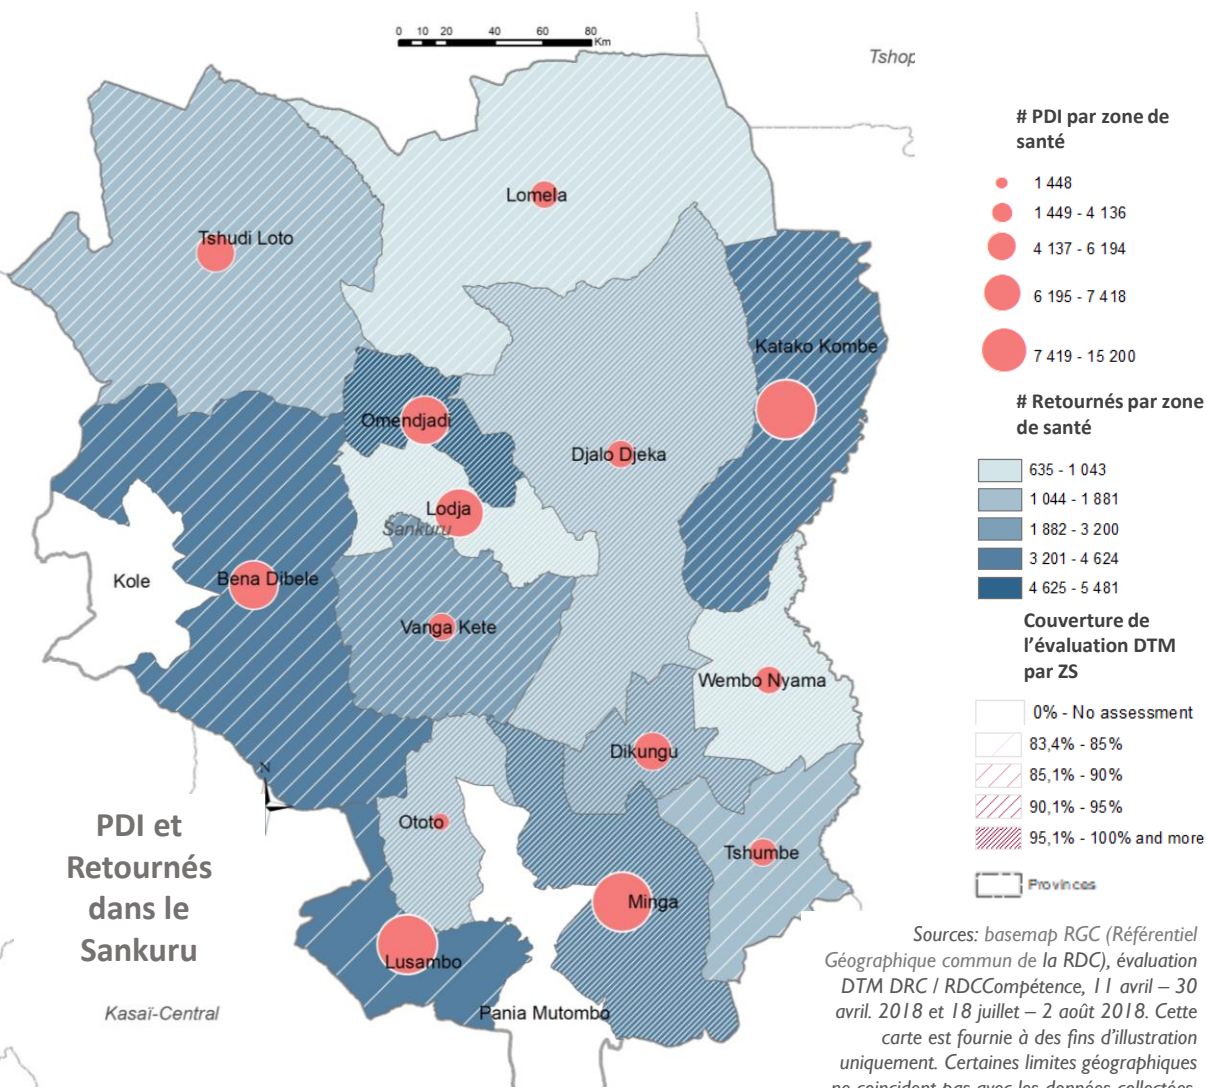 0 10 20 40 60 80
Km
Tshop
Lomela
Tshudi Loto
Katako Kombe
Omendjadi
Djalo Djeka
Lodja
Sankuru
Kole
Bena Dibele
Vanga Kete
Wembo Nyama
Dikungu
N
Ototo
Tshumbe
Minga
Lusambo
Pania Mutombo
Kasaï-Central
PDI et
Retournés
dans le
Sankuru
# PDI par zone de
santé
1 448
1 449 - 4 136
4 137 - 6 194
6 195 - 7 418
7 419 - 15 200
# Retournés par zone
de santé
635 - 1 043
1 044 - 1 881
1 882 - 3 200
3 201 - 4 624
4 625 - 5 481
Couverture de
l’évaluation DTM
par ZS
0% - No assessment
83,4% - 85%
85,1% - 90%
90,1% - 95%
95,1% - 100% and more
Provinces
Sources: basemap RGC (Référentiel
Géographique commun de la RDC), évaluation
DTM DRC / RDCCompétence, 11 avril – 30
avril. 2018 et 18 juillet – 2 août 2018. Cette
carte est fournie à des fins d’illustration
uniquement. Certaines limites géographiques
ne coincident pas avec les données collectées.